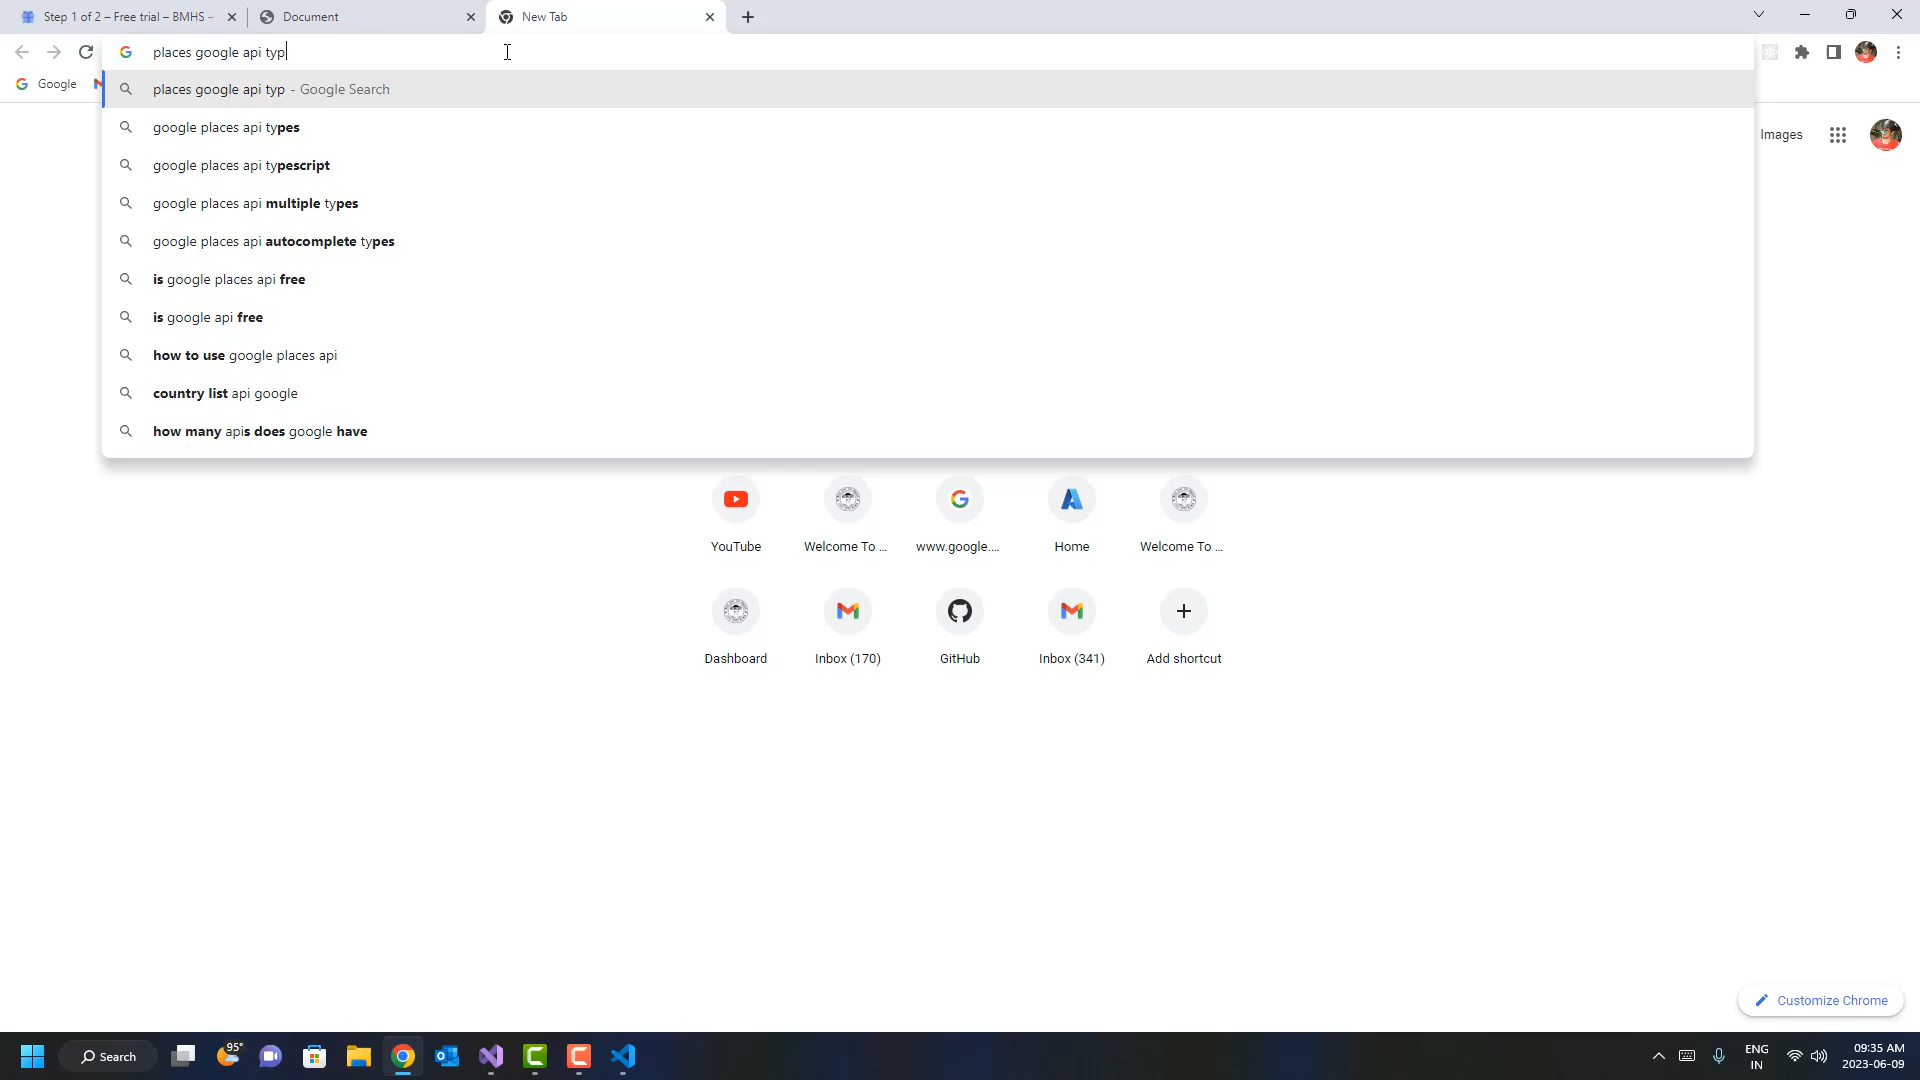 Step 1 of 2 – Free trial – BMHS –
Document
New Tab
places google api typ
Google
places google api typ - Google Search
google places api types
google places api typescript
google places api multiple types
google places api autocomplete types
is google places api free
is google api free
how to use google places api
country list api google
how many apis does google have
Images
YouTube
Welcome To ...
www.google....
Home
Welcome To ...
Dashboard
Inbox (170)
GitHub
Inbox (341)
Add shortcut
Customize Chrome
Search
95°
ENG
IN
09:35 AM
2023-06-09